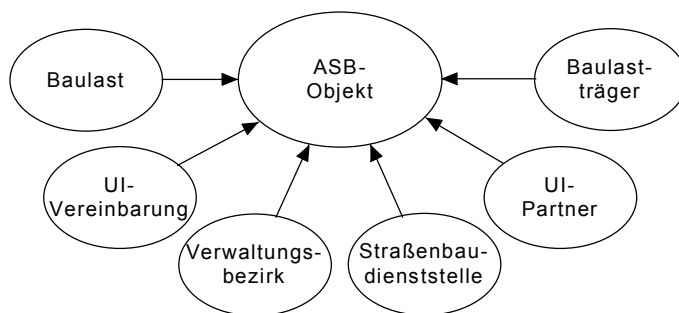 Baulast
ASB-
Objekt
Baulast-
träger
UI-
Vereinbarung
UI-
Partner
Verwaltungs-
bezirk
Straßenbau-
dienststelle